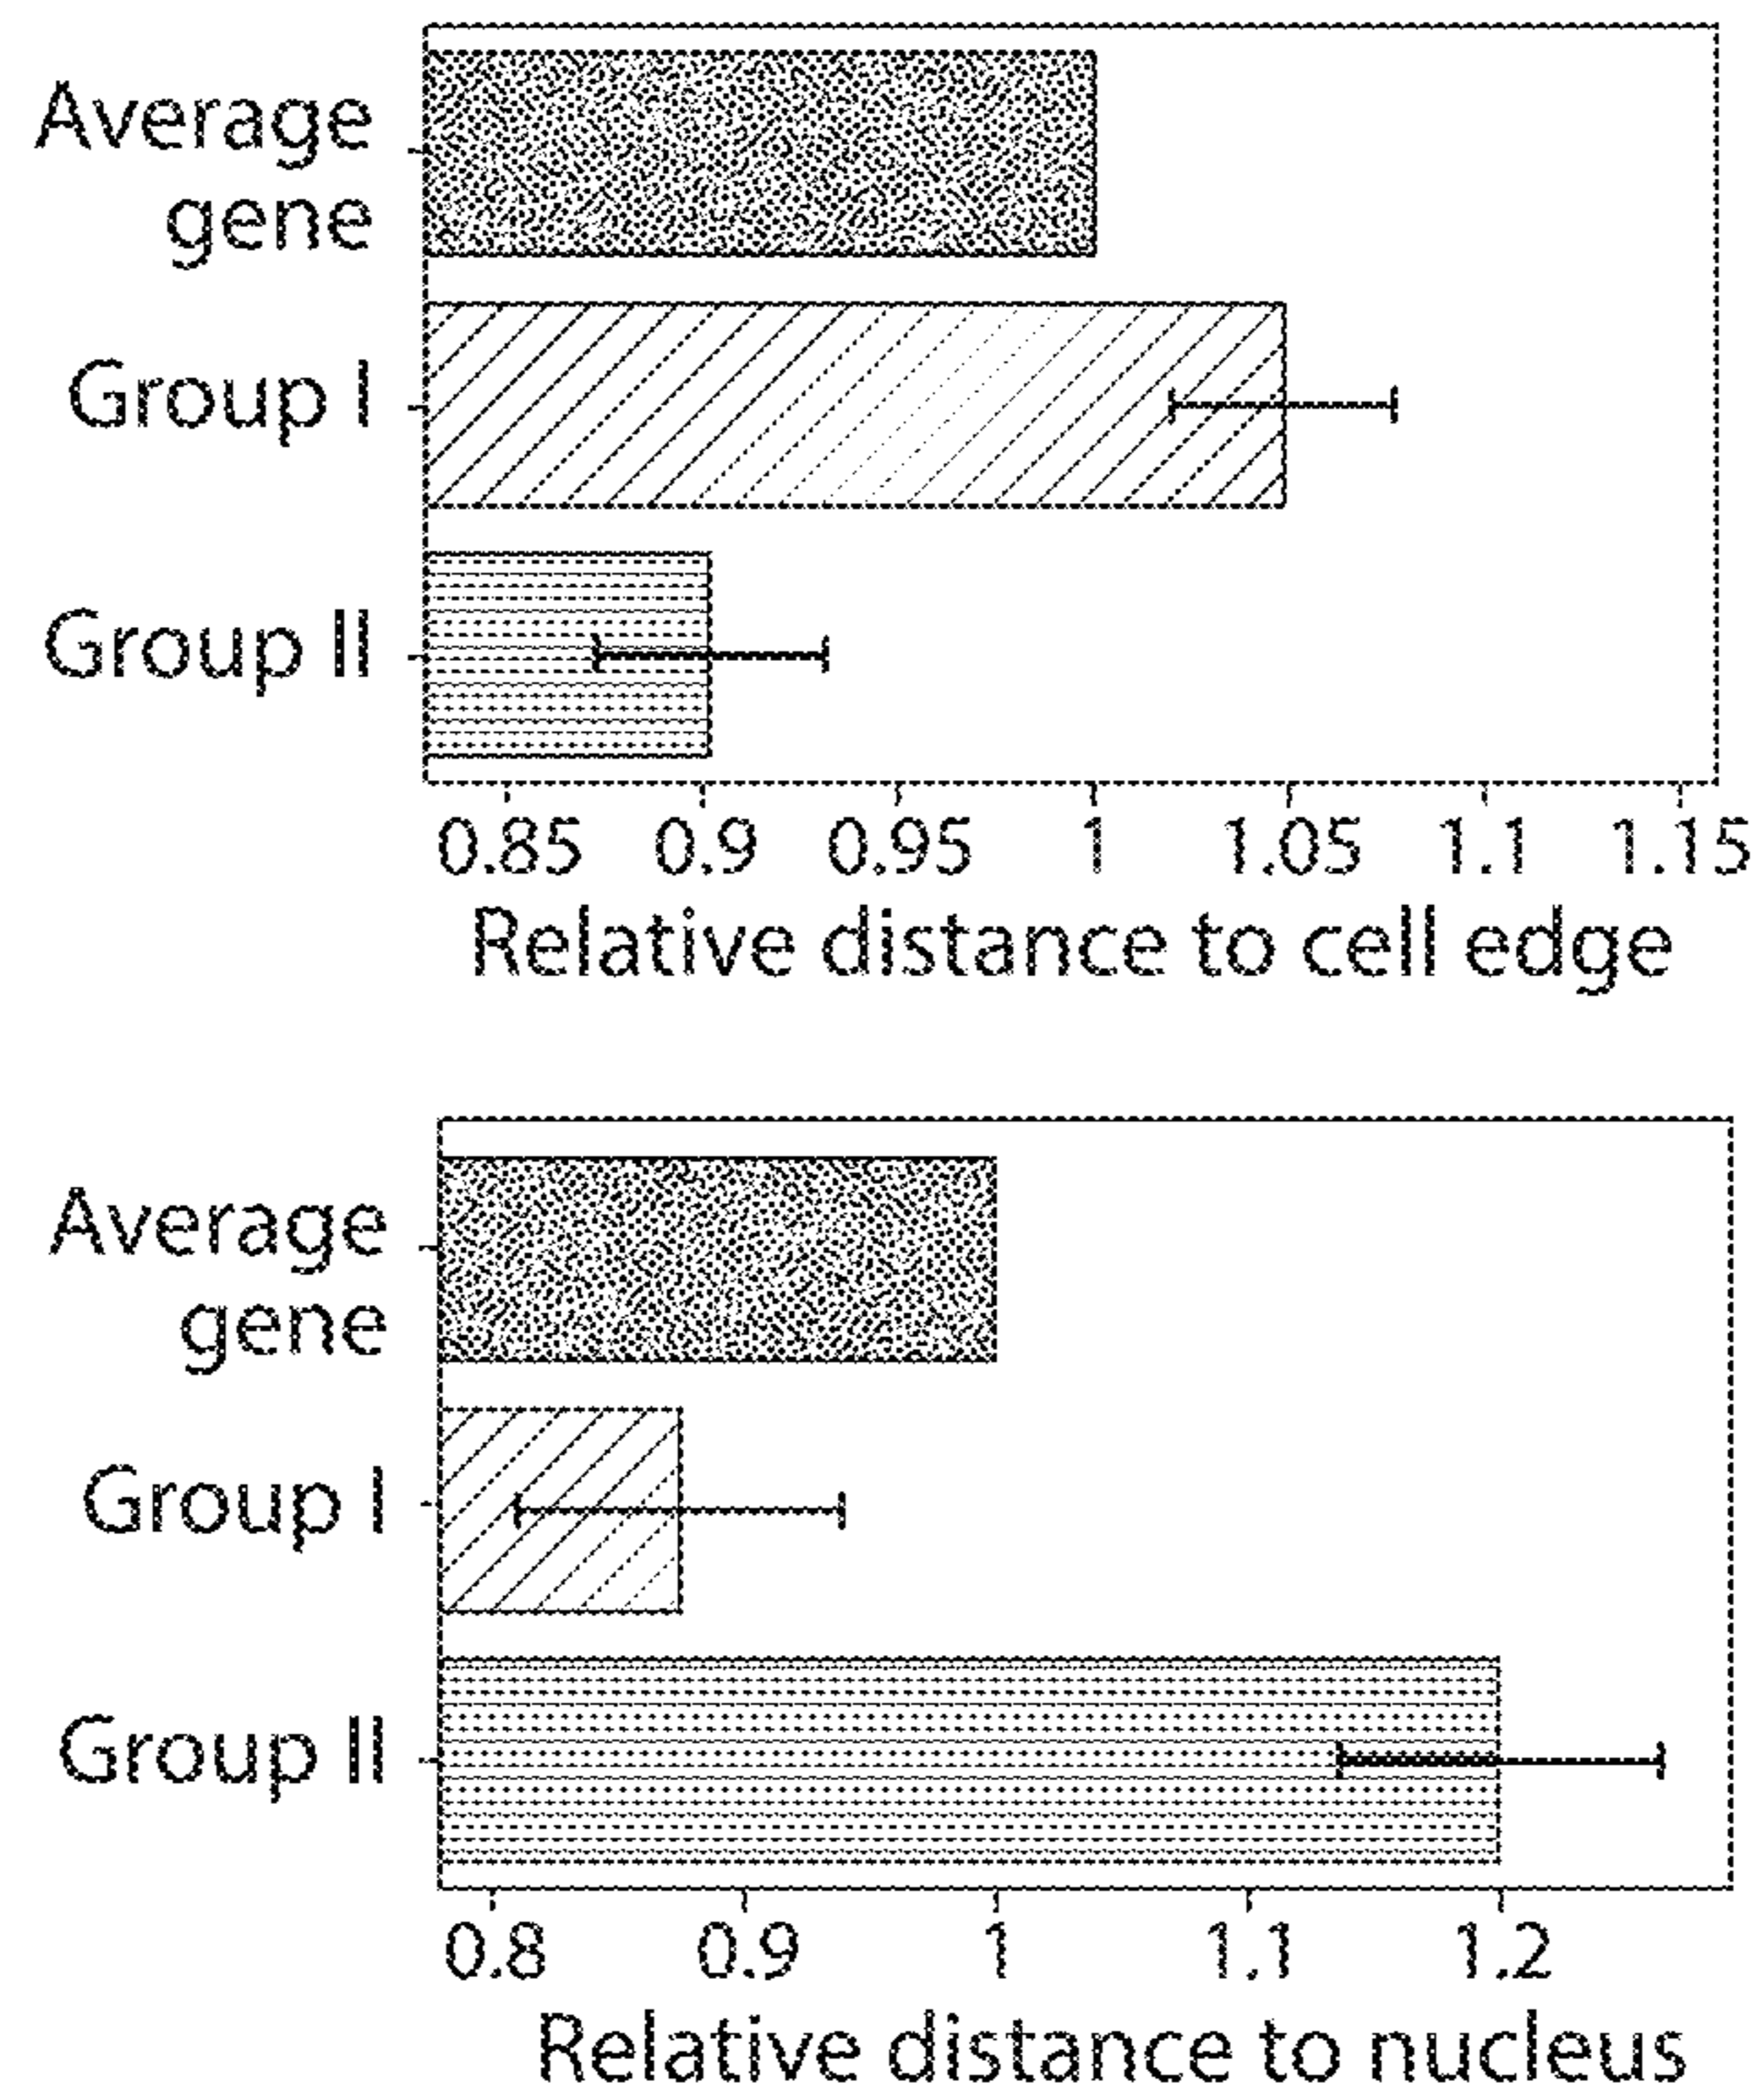 Average
gene
Group I
Group II
0.85 0.9 0.95 1 1.05 1.1 1.15
Relative distance to cell edge
Average
gene
Group I
Group II
0.8 0.9 1 1.1 1.2
Relative distance to nucleus